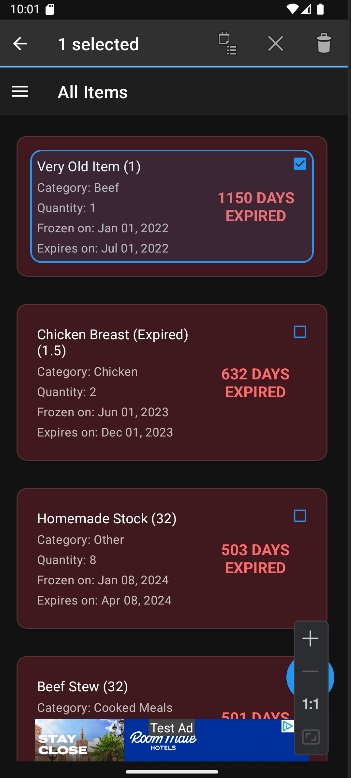 10:01
1 selected
All Items
Very Old Item (1)
Category: Beef
Quantity: 1
Frozen on: Jan 01, 2022
Expires on: Jul 01, 2022
1150 DAYS
EXPIRED
Chicken Breast (Expired)
(1.5)
Category: Chicken
Quantity: 2
Frozen on: Jun 01, 2023
Expires on: Dec 01, 2023
632 DAYS
EXPIRED
Homemade Stock (32)
Category: Other
Quantity: 8
Frozen on: Jan 08, 2024
Expires on: Apr 08, 2024
503 DAYS
EXPIRED
Beef Stew (32)
Category: Cooked Meals
501 DAYS
1:1
STAY
CLOSE
Test Ad
Room Mate
HOTELS